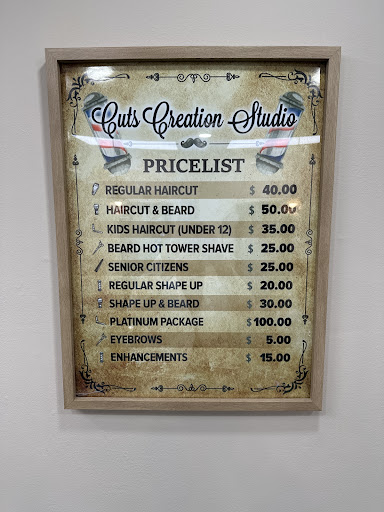 Cuts Creation Studio
PRICELIST
REGULAR HAIRCUT $ 40.00
HAIRCUT & BEARD $ 50.00
KIDS HAIRCUT (UNDER 12) $ 35.00
BEARD HOT TOWER SHAVE $ 25.00
SENIOR CITIZENS $ 25.00
REGULAR SHAPE UP $ 20.00
SHAPE UP & BEARD $ 30.00
PLATINUM PACKAGE $ 100.00
EYEBROWS $ 5.00
ENHANCEMENTS $ 15.00